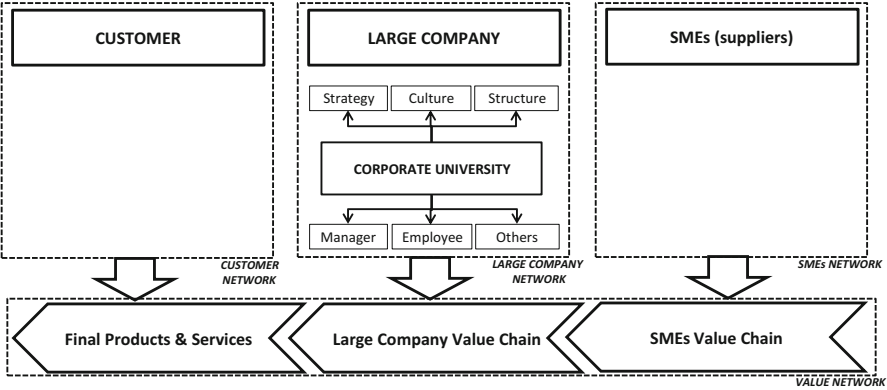 CUSTOMER
LARGE COMPANY
SMEs (suppliers)
Strategy
Culture
Structure
CORPORATE UNIVERSITY
Manager
Employee
Others
CUSTOMER
NETWORK
LARGE COMPANY
NETWORK
SMEs NETWORK
Final Products & Services
Large Company Value Chain
SMEs Value Chain
VALUE NETWORK